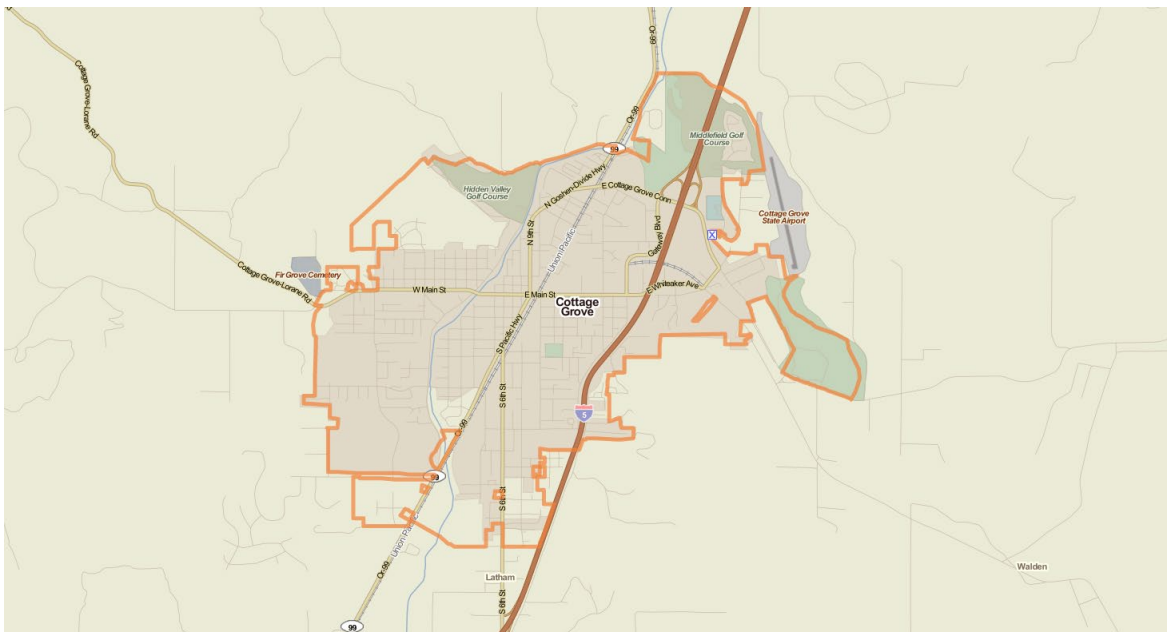 Or-99
Cottage Grove-Lorane Rd
Or-99
Middlefield Golf
Course
99
N Goshen-Divide Hwy
Hidden Valley
Golf Course
E Cottage Grove Conn
N 9th St
Union Pacific
Gateway Blvd
Cottage Grove
State Airport
X
Fir Grove Cemetery
Cottage Grove-Lorane Rd
W Main St
E Main St
E Whiteaker Ave
Cottage
Grove
S Pacific Hwy
S 6th St
5
Or-99
99
S 6th St
Union Pacific
Or-99
Latham
Walden
S 6th St
99